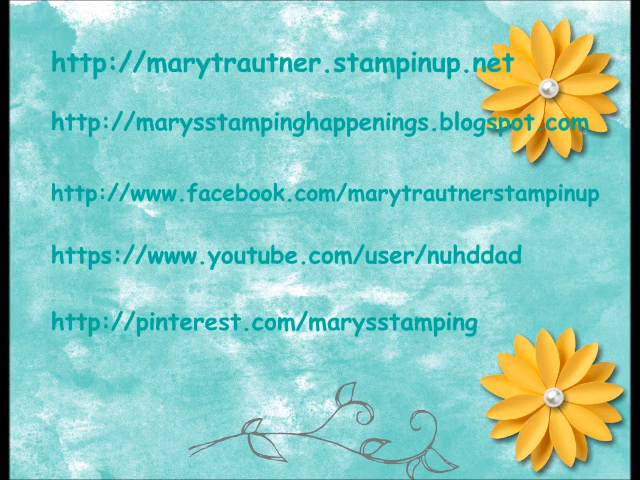 http://marytrautner.stampinup.net
http://marysstampinghappenings.blogspot.com
http://www.facebook.com/marytrautnerstampinup
https://www.youtube.com/user/nuhddad
http://pinterest.com/marysstamping